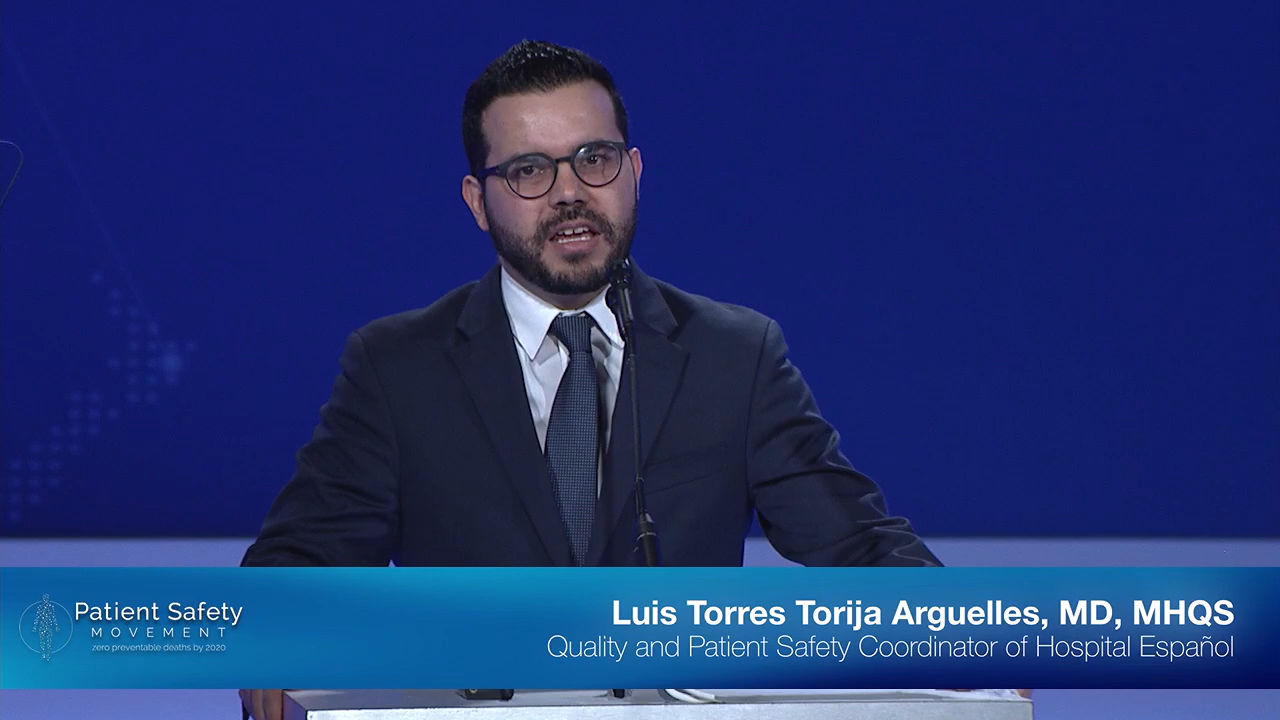 Patient Safety
MOVEMENT
zero preventable deaths by 2020
Luis Torres Torija Arguelles, MD, MHQS
Quality and Patient Safety Coordinator of Hospital Español